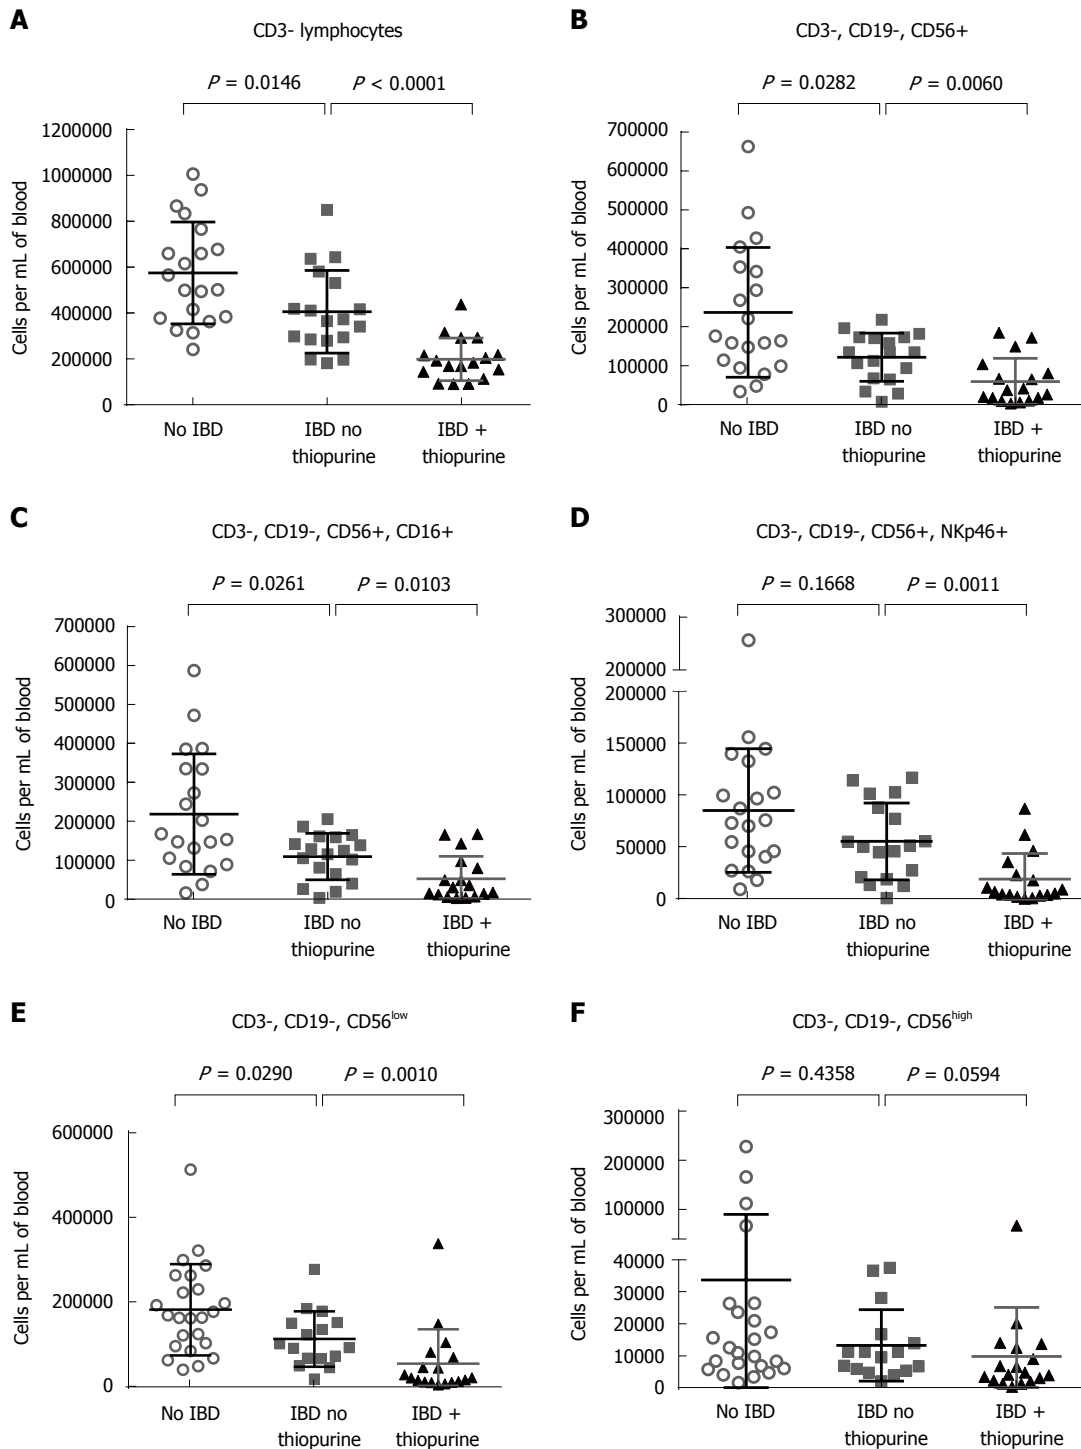 A
CD3- lymphocytes
P = 0.0146
P < 0.0001
Cells per mL of blood
1200000
1000000
800000
600000
400000
200000
0
No IBD
IBD no
thiopurine
IBD +
thiopurine
B
CD3-, CD19-, CD56+
P = 0.0282
P = 0.0060
Cells per mL of blood
700000
600000
500000
400000
300000
200000
100000
0
No IBD
IBD no
thiopurine
IBD +
thiopurine
C
CD3-, CD19-, CD56+, CD16+
P = 0.0261
P = 0.0103
Cells per mL of blood
700000
600000
500000
400000
300000
200000
100000
0
No IBD
IBD no
thiopurine
IBD +
thiopurine
D
CD3-, CD19-, CD56+, NKp46+
P = 0.1668
P = 0.0011
Cells per mL of blood
300000
200000
200000
150000
100000
50000
0
No IBD
IBD no
thiopurine
IBD +
thiopurine
E
CD3-, CD19-, CD56low
P = 0.0290
P = 0.0010
Cells per mL of blood
600000
400000
200000
0
No IBD
IBD no
thiopurine
IBD +
thiopurine
F
CD3-, CD19-, CD56high
P = 0.4358
P = 0.0594
Cells per mL of blood
300000
200000
100000
40000
30000
20000
10000
0
No IBD
IBD no
thiopurine
IBD +
thiopurine